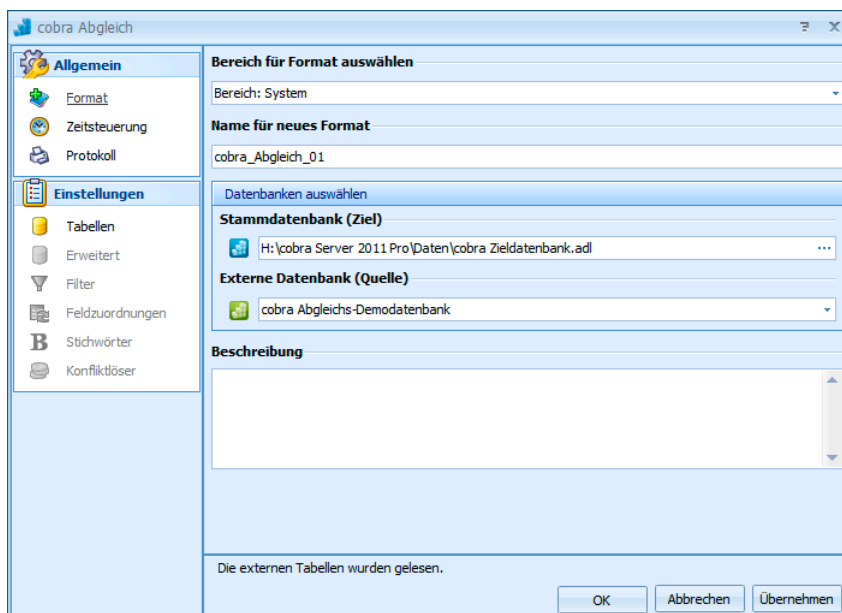 cobra Abgleich
Allgemein
Format
Zeitsteuerung
Protokoll
Einstellungen
Tabellen
Erweitert
Filter
Feldzuordnungen
B Stichwörter
Konfliktlöser
Bereich für Format auswählen
Bereich: System
Name für neues Format
cobra_Abgleich_01
Datenbanken auswählen
Stammdatenbank (Ziel)
H:\cobra Server 2011 Pro\Daten\cobra Zieldatenbank.adl
...
Externe Datenbank (Quelle)
cobra Abgleichs-Demodatenbank
Beschreibung
Die externen Tabellen wurden gelesen.
OK
Abbrechen
Übernehmen